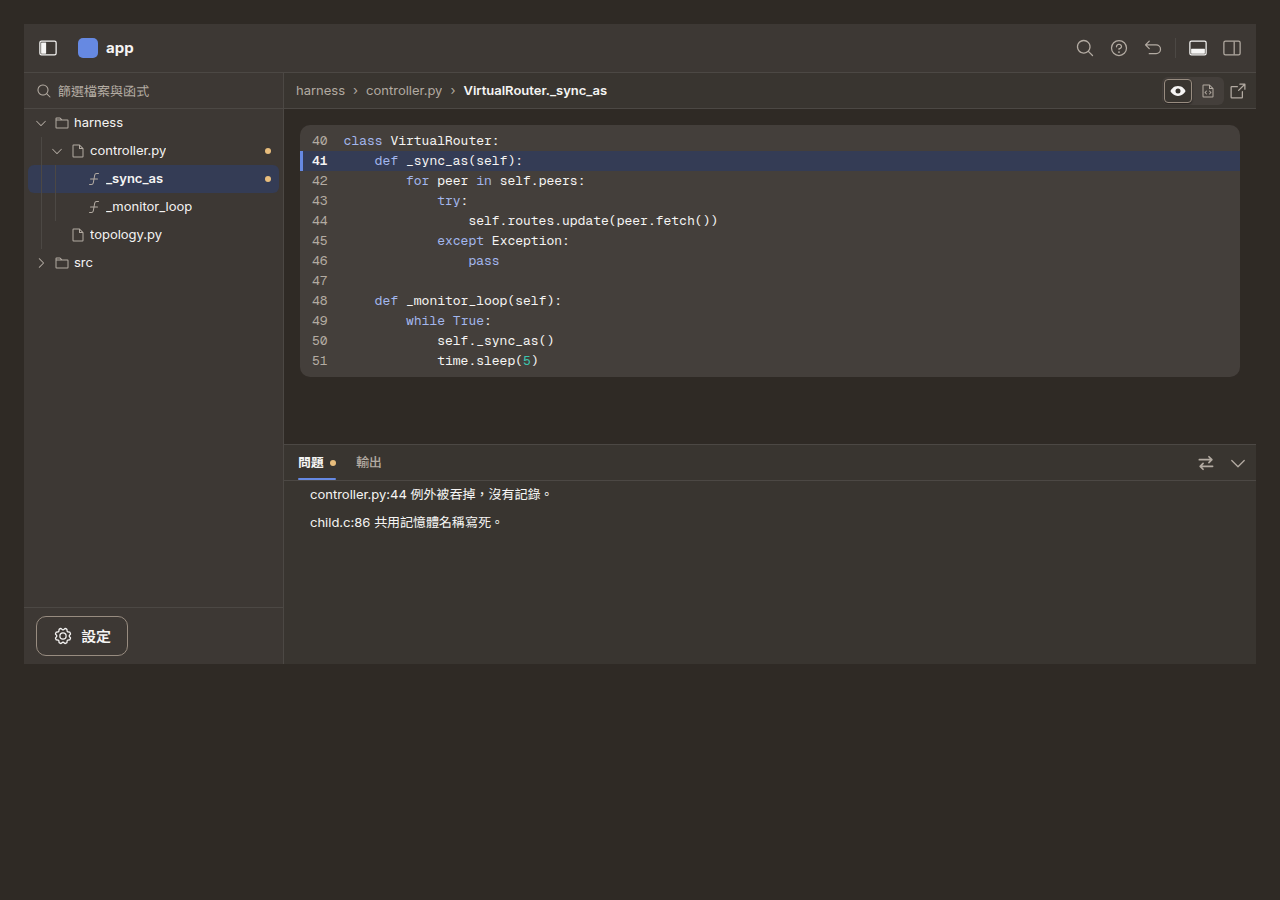 app
篩選檔案與函式
harness › controller.py › VirtualRouter._sync_as
harness
controller.py
_sync_as
_monitor_loop
topology.py
src
設定
40 class VirtualRouter:
41     def _sync_as(self):
42         for peer in self.peers:
43             try:
44                 self.routes.update(peer.fetch())
45             except Exception:
46                 pass
47
48     def _monitor_loop(self):
49         while True:
50             self._sync_as()
51             time.sleep(5)
問題 輸出
controller.py:44 例外被吞掉，沒有記錄。
child.c:86 共用記憶體名稱寫死。